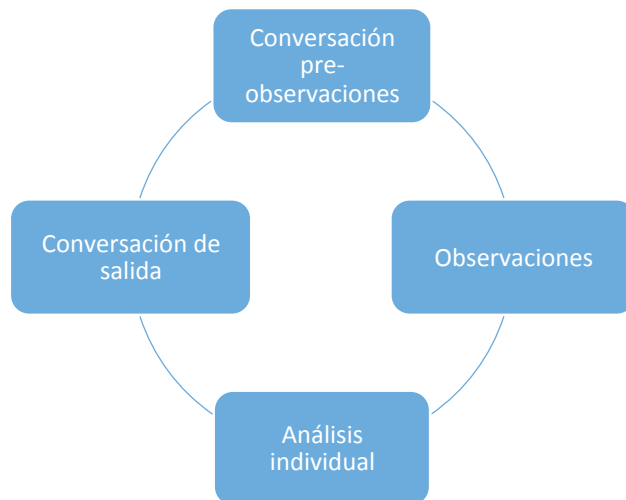 Conversación
pre-
observaciones
Conversación de
salida
Observaciones
Análisis
individual